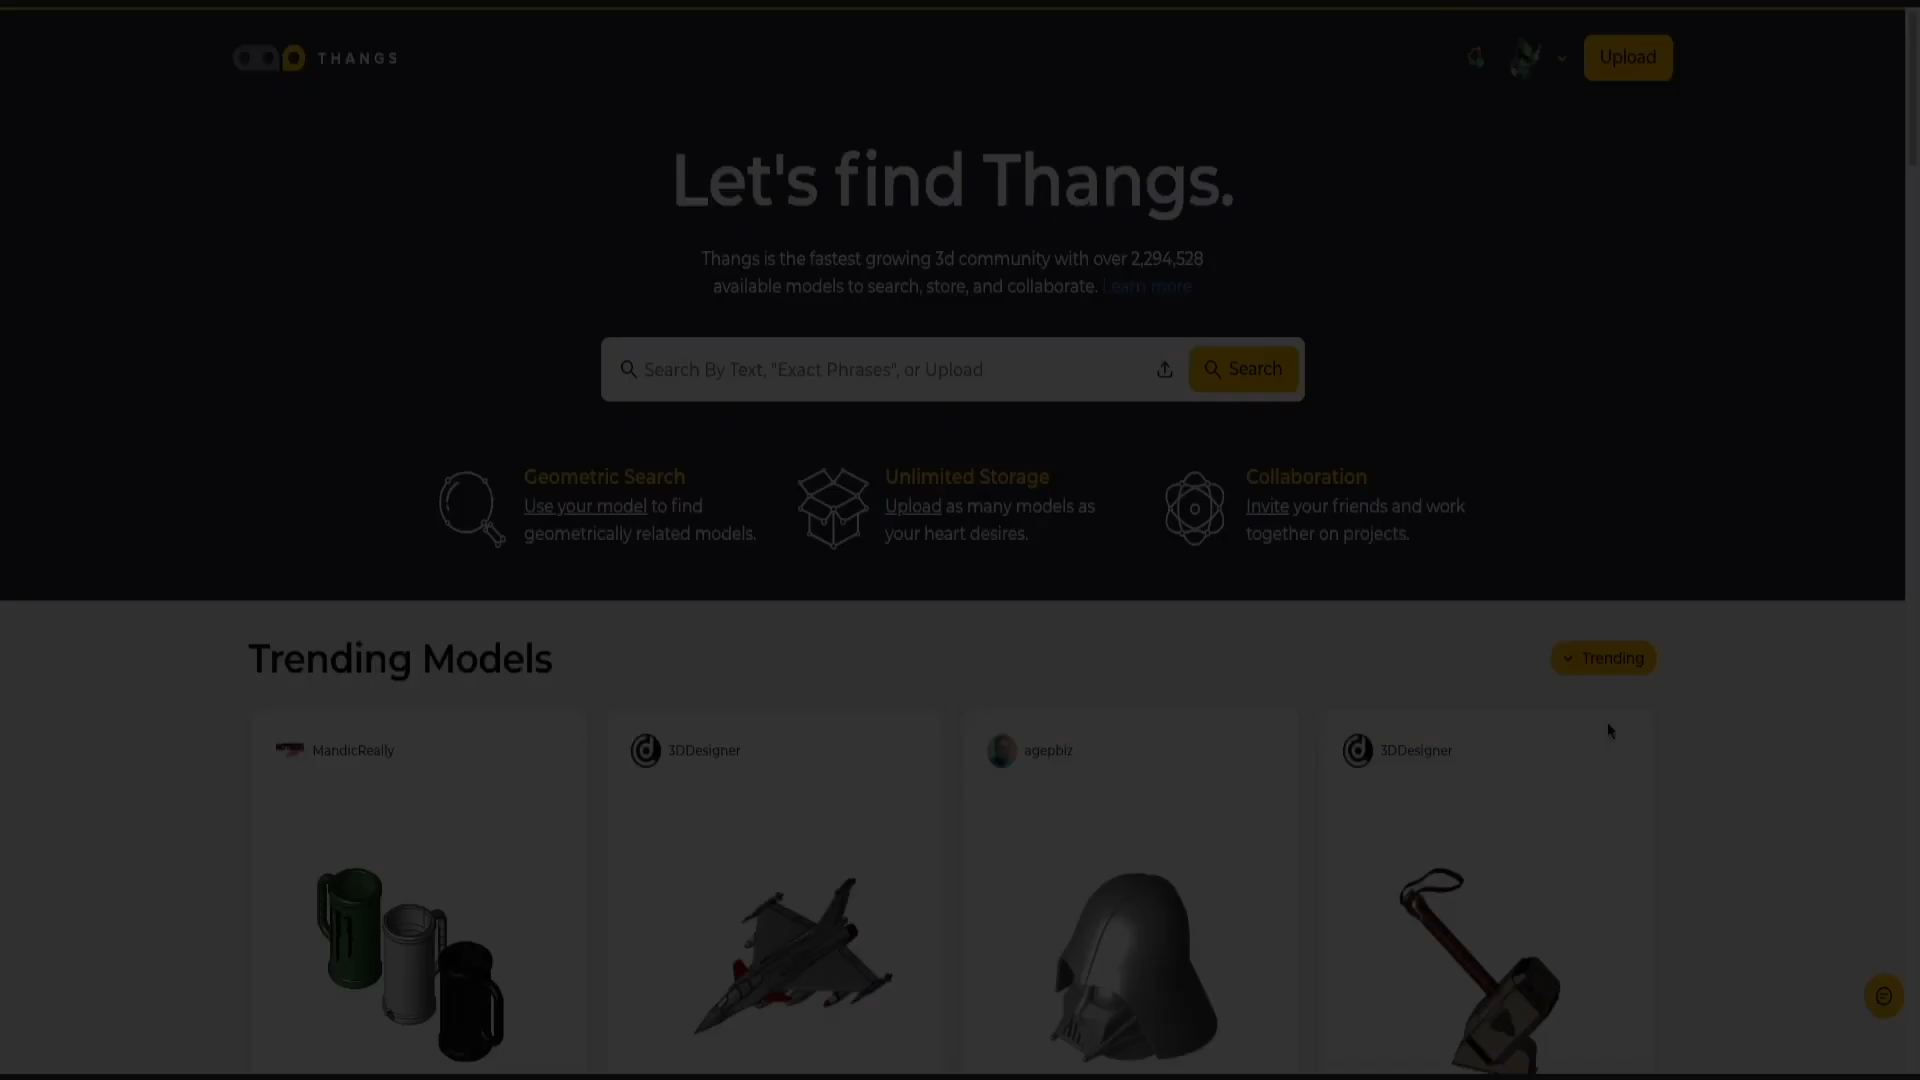 THANGS
Upload
Let's find Thangs.
Thangs is the fastest growing 3d community with over 2,294,528
available models to search, store, and collaborate. Learn more
Search By Text, "Exact Phrases", or Upload
Search
Geometric Search
Use your model to find
geometrically related models.
Unlimited Storage
Upload as many models as
your heart desires.
Collaboration
Invite your friends and work
together on projects.
Trending Models
Trending
MandicReally
3DDesigner
agepbiz
3DDesigner